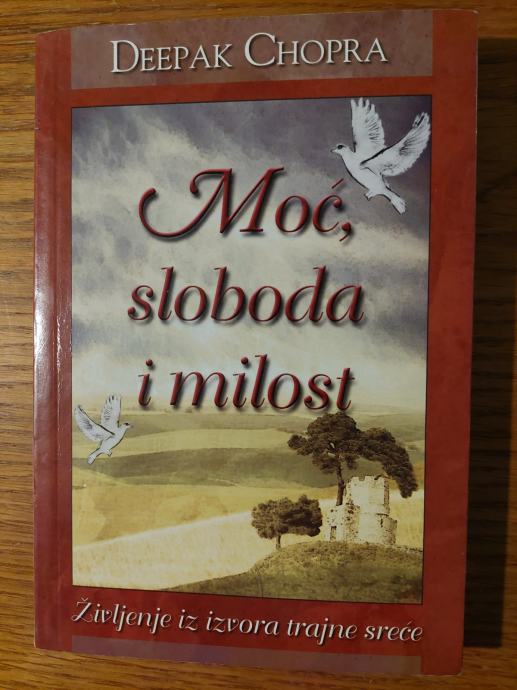 DEEPAK CHOPRA
Moć,
sloboda
i milost
Življenje iz izvora trajne sreće